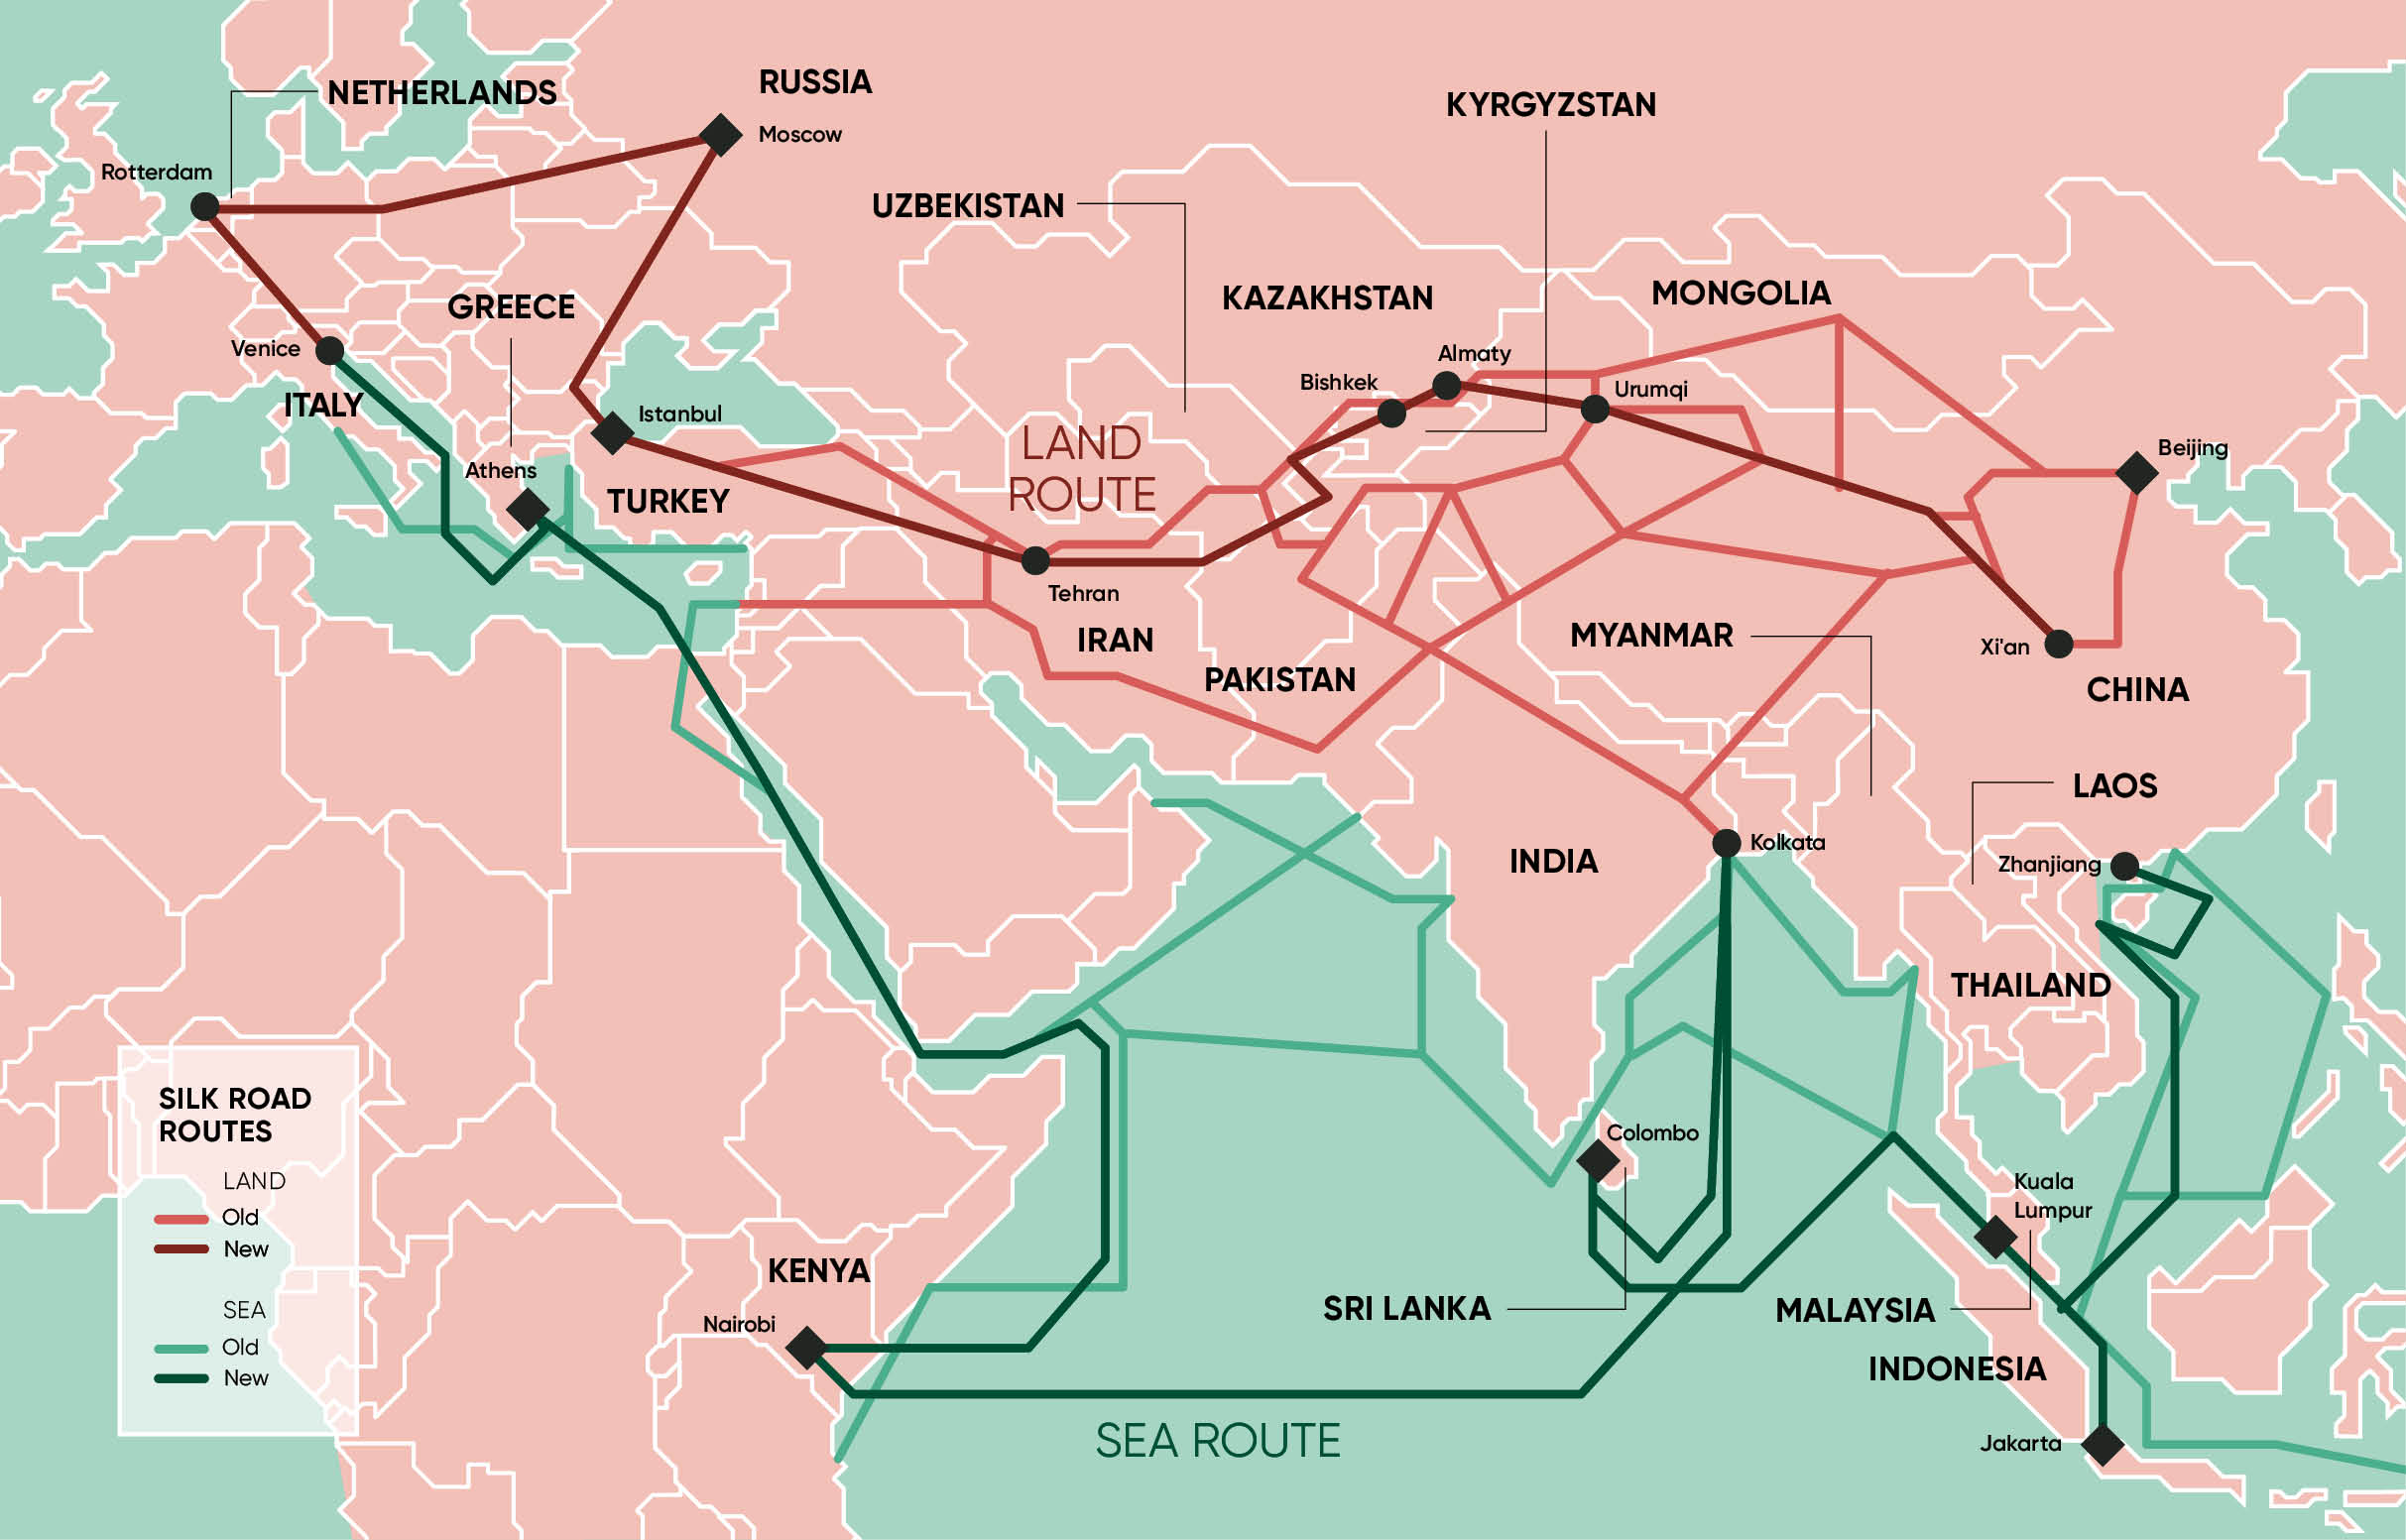 NETHERLANDS
RUSSIA
Moscow
KYRGYZSTAN
Rotterdam
UZBEKISTAN
GREECE
KAZAKHSTAN
MONGOLIA
Venice
Almaty
Bishkek
Urumqi
ITALY
Istanbul
LAND
ROUTE
Beijing
Athens
TURKEY
Tehran
IRAN
MYANMAR
Xi'an
PAKISTAN
CHINA
LAOS
INDIA
Kolkata
Zhanjiang
THAILAND
SILK ROAD
ROUTES
LAND
Old
New
SEA
Old
New
Colombo
Kuala
Lumpur
KENYA
Nairobi
SRI LANKA
MALAYSIA
INDONESIA
SEA ROUTE
Jakarta